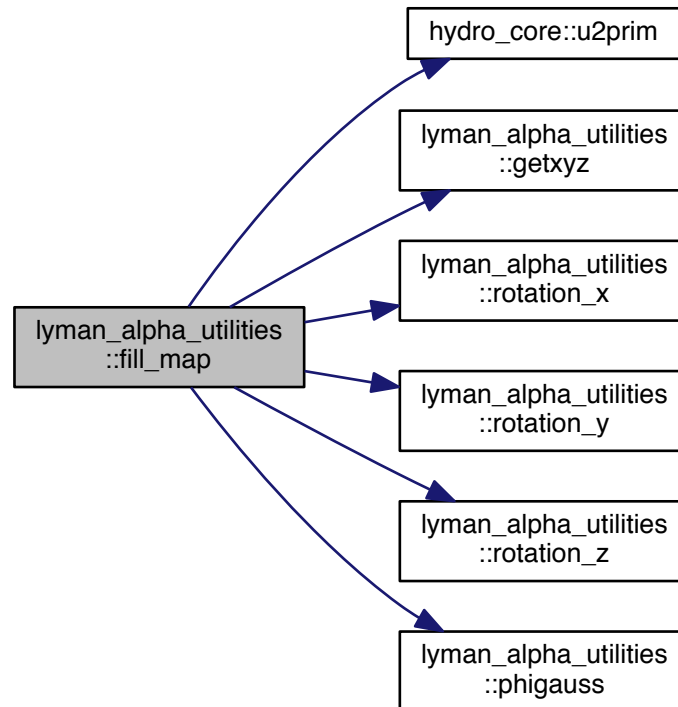 hydro_core::u2prim
lyman_alpha_utilities
::getxyz
lyman_alpha_utilities
::rotation_x
lyman_alpha_utilities
::fill_map
lyman_alpha_utilities
::rotation_y
lyman_alpha_utilities
::rotation_z
lyman_alpha_utilities
::phigauss